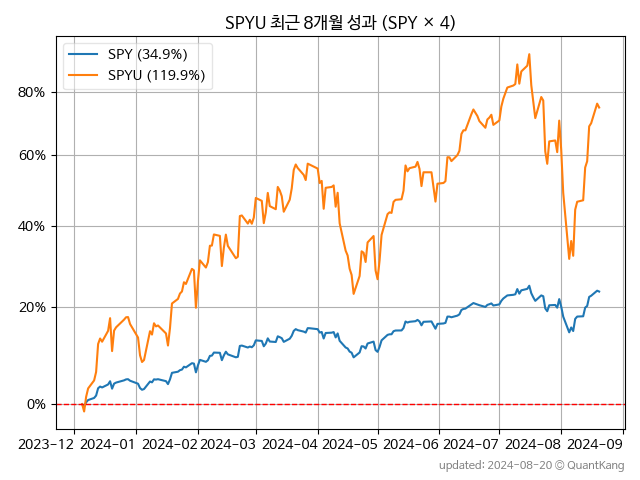 SPYU 최근 8개월 성과 (SPY × 4)
SPY (34.9%)
SPYU (119.9%)
80%
60%
40%
20%
0%
2023-12 2024-01 2024-02 2024-03 2024-04 2024-05 2024-06 2024-07 2024-08 2024-09
updated: 2024-08-20 © QuantKang